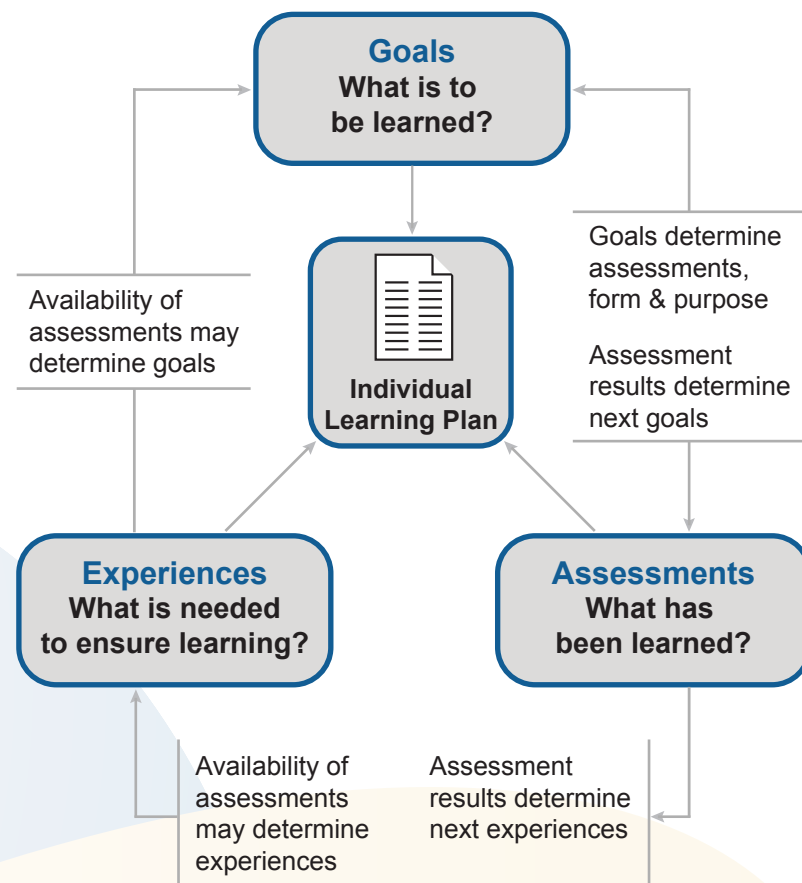 Goals
What is to
be learned?
Goals determine
assessments,
form & purpose
Assessment
results determine
next goals
Availability of
assessments may
determine goals
Individual
Learning Plan
Experiences
What is needed
to ensure learning?
Assessments
What has
been learned?
Availability of
assessments
may determine
experiences
Assessment
results determine
next experiences